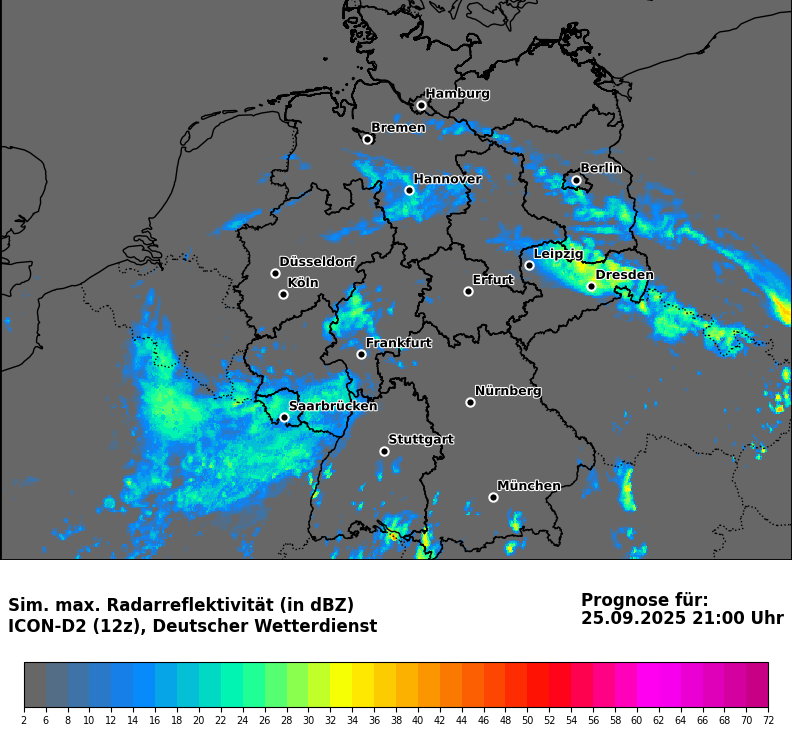 Hamburg
Bremen
Berlin
Hannover
Leipzig
Düsseldorf
Dresden
Köln
Erfurt
Frankfurt
Nürnberg
Saarbrücken
Stuttgart
München
Sim. max. Radarreflektivität (in dBZ)
ICON-D2 (12z), Deutscher Wetterdienst
Prognose für:
25.09.2025 21:00 Uhr
2 6 8 10 12 14 16 18 20 22 24 26 28 30 32 34 36 38 40 42 44 46 48 50 52 54 56 58 60 62 64 66 68 70 72